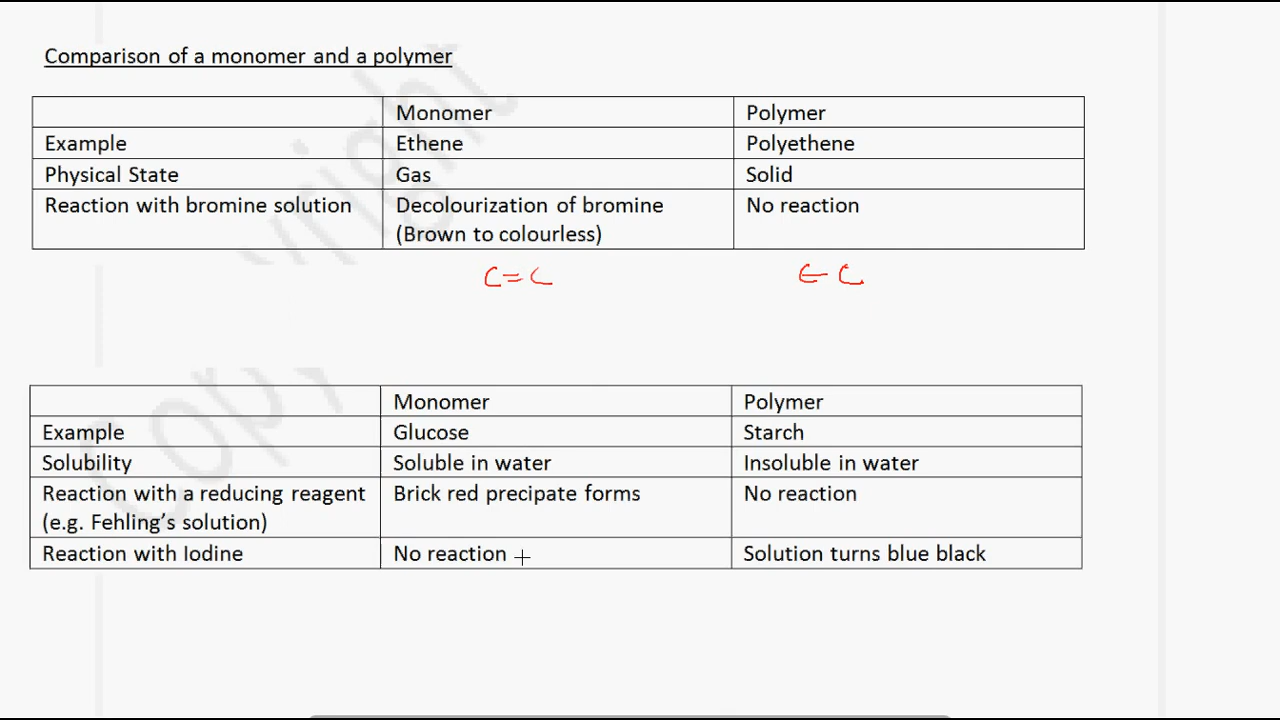 Comparison of a monomer and a polymer
Monomer Polymer
Example Ethene Polyethene
Physical State Gas Solid
Reaction with bromine solution Decolourization of bromine No reaction
(Brown to colourless)
C=C C-C
Monomer Polymer
Example Glucose Starch
Solubility Soluble in water Insoluble in water
Reaction with a reducing reagent Brick red precipate forms No reaction
(e.g. Fehling's solution)
Reaction with Iodine No reaction Solution turns blue black
Copyright